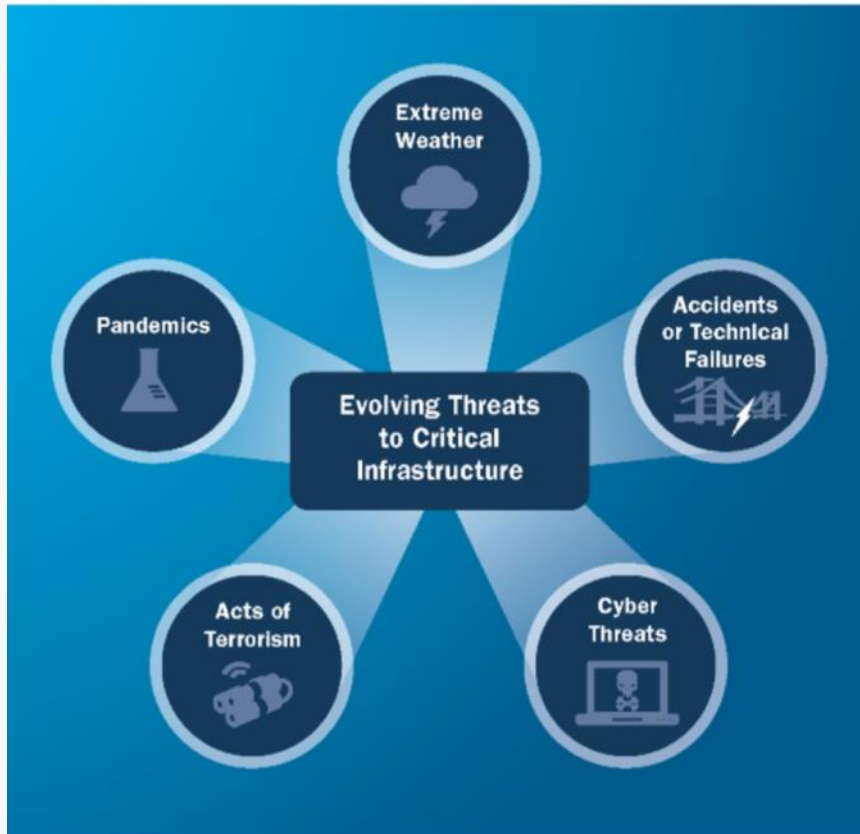 Extreme
Weather
Pandemics
Accidents
or Technical
Failures
Evolving Threats
to Critical
Infrastructure
Acts of
Terrorism
Cyber
Threats